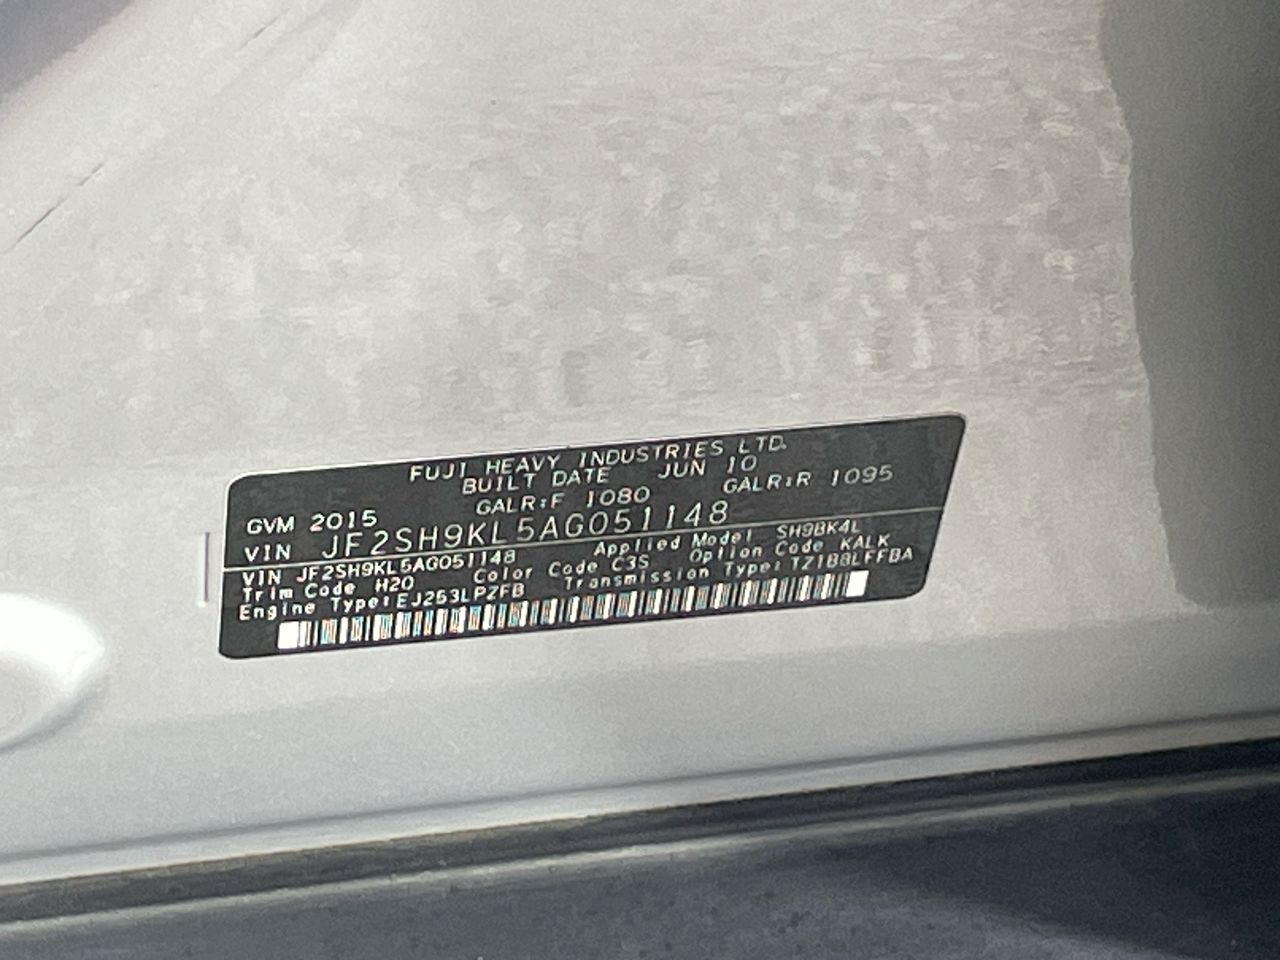 FUJI HEAVY INDUSTRIES LTD.
BUILT DATE JUN 10
GVM 2015 GALR:F 1080 GALR:R 1095
VIN JF2SH9KL5AG051148
VIN JF2SH9KL5AG051148 Applied Model SH9BK4L
Trim Code H20 Color Code C3S Option Code KALK
Engine Type:EJ253LPZFB Transmission Type:TZ1B8LFFBA